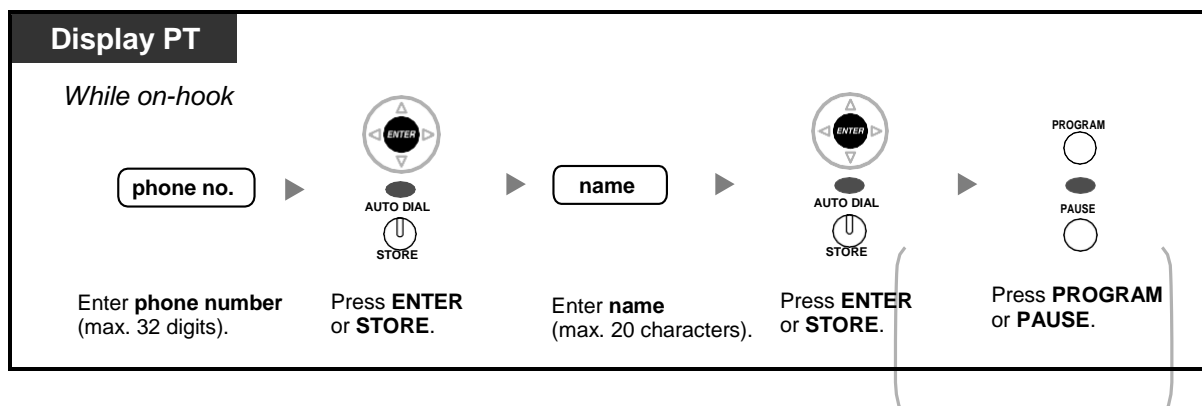 Display PT
While on-hook
phone no.
ENTER
AUTO DIAL
STORE
name
ENTER
AUTO DIAL
STORE
PROGRAM
PAUSE
Enter phone number
(max. 32 digits).
Press ENTER
or STORE.
Enter name
(max. 20 characters).
Press ENTER
or STORE.
Press PROGRAM
or PAUSE.